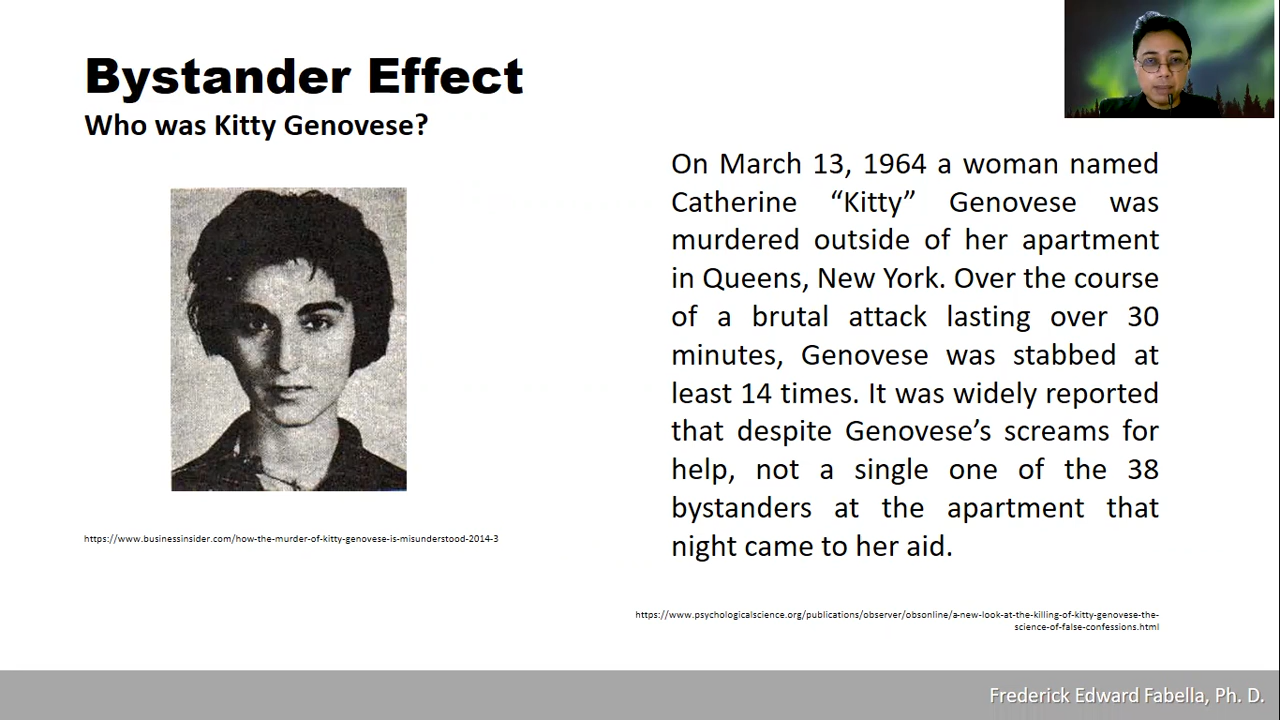 Bystander Effect
Who was Kitty Genovese?
On March 13, 1964 a woman named
Catherine “Kitty” Genovese was
murdered outside of her apartment
in Queens, New York. Over the course
of a brutal attack lasting over 30
minutes, Genovese was stabbed at
least 14 times. It was widely reported
that despite Genovese’s screams for
help, not a single one of the 38
bystanders at the apartment that
night came to her aid.
https://www.businessinsider.com/how-the-murder-of-kitty-genovese-is-misunderstood-2014-3
https://www.psychologicalscience.org/publications/observer/obsonline/a-new-look-at-the-killing-of-kitty-genovese-the-
science-of-false-confessions.html
Frederick Edward Fabella, Ph. D.